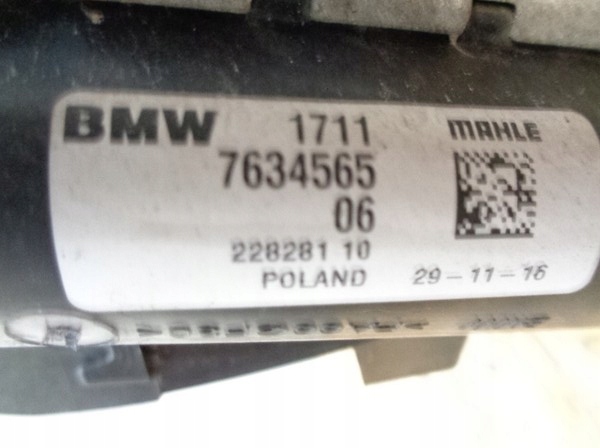 BMW 1711 MAHLE
7634565
06
228281 10
POLAND 29-11-16